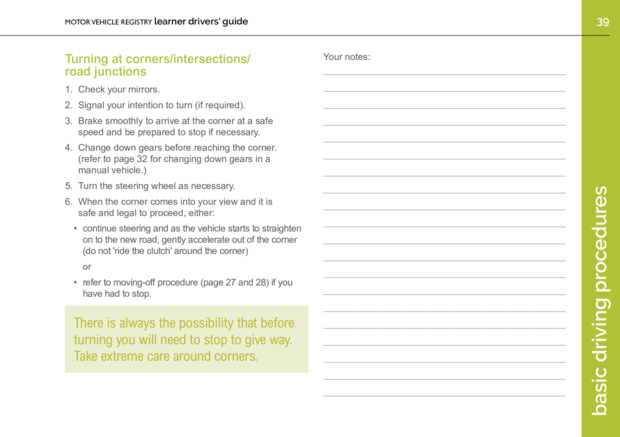 MOTOR VEHICLE REGISTRY learner drivers' guide
39
Turning at corners/intersections/
road junctions
1. Check your mirrors.
2. Signal your intention to turn (if required).
3. Brake smoothly to arrive at the corner at a safe
speed and be prepared to stop if necessary.
4. Change down gears before reaching the corner.
(refer to page 32 for changing down gears in a
manual vehicle.)
5. Turn the steering wheel as necessary.
6. When the corner comes into your view and it is
safe and legal to proceed, either:
• continue steering and as the vehicle starts to straighten
on to the new road, gently accelerate out of the corner
(do not 'ride the clutch' around the corner)
or
• refer to moving-off procedure (page 27 and 28) if you
have had to stop.
There is always the possibility that before
turning you will need to stop to give way.
Take extreme care around corners.
Your notes:
basic driving procedures